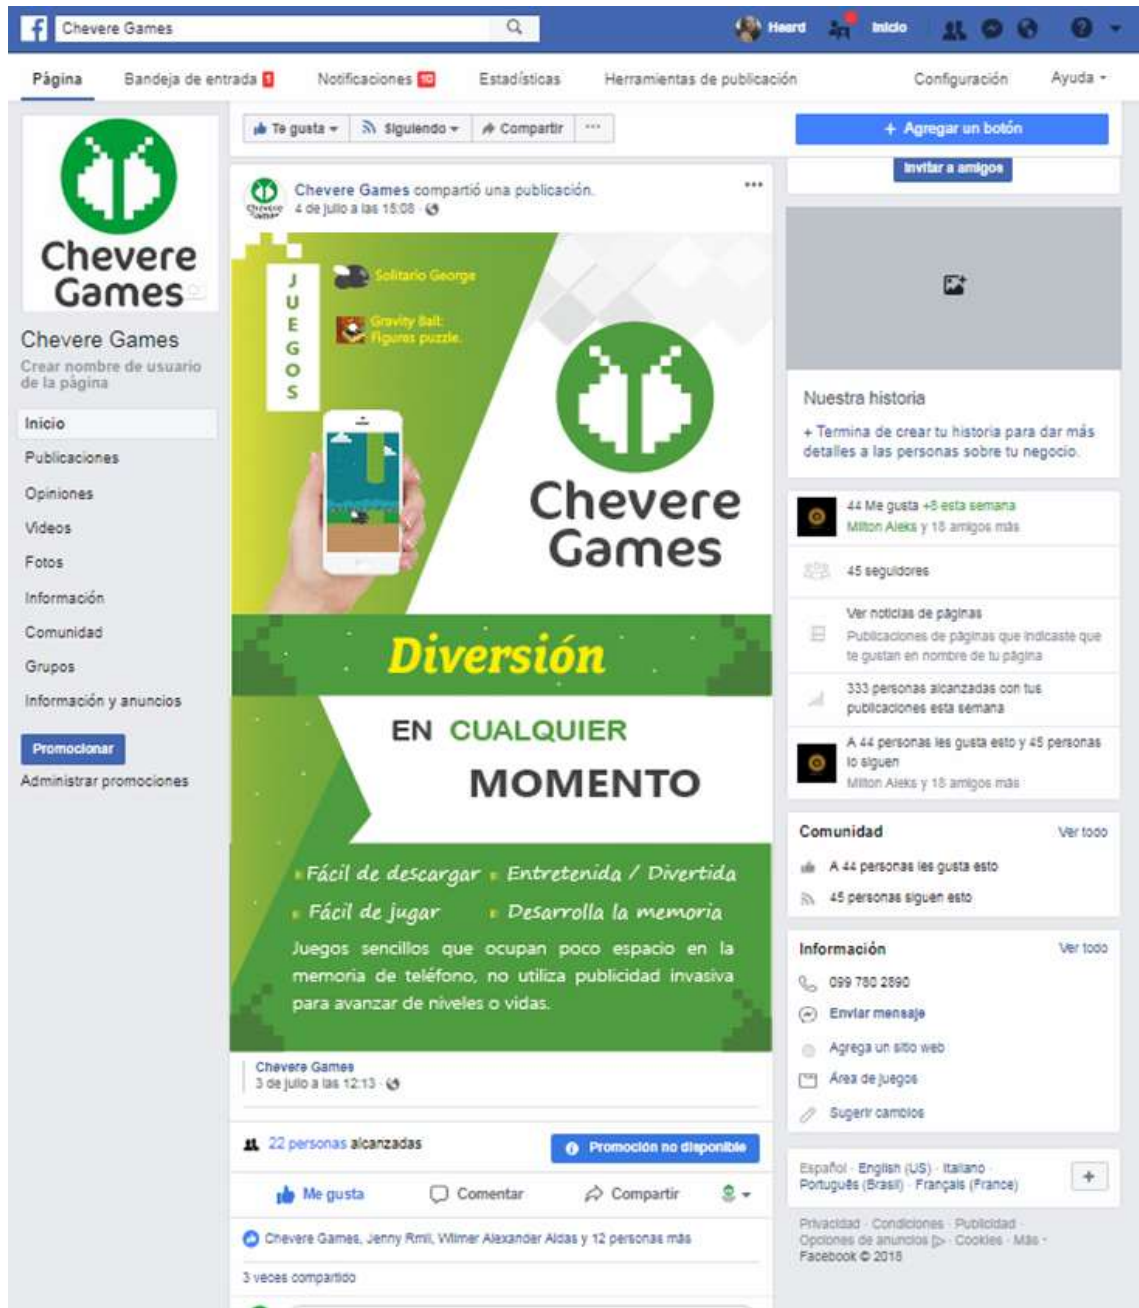 Chevere Games
Heard
Inicio
Página
Bandeja de entrada 1
Notificaciones 10
Estadísticas
Herramientas de publicación
Configuración
Ayuda
Chevere
Games
Chevere Games
Crear nombre de usuario
de la página
Inicio
Publicaciones
Opiniones
Videos
Fotos
Información
Comunidad
Grupos
Información y anuncios
Promocionar
Administrar promociones
Te gusta
Siguiendo
Compartir
+ Agregar un botón
Chevere Games compartió una publicación.
4 de julio a las 15:08
Chevere
Games
JUEGOS
Solitario George
Gravity Ball:
Figures puzzle.
Chevere
Games
Diversión
EN CUALQUIER
MOMENTO
Fácil de descargar
Entretenida / Divertida
Fácil de jugar
Desarrolla la memoria
Juegos sencillos que ocupan poco espacio en la
memoria de teléfono, no utiliza publicidad invasiva
para avanzar de niveles o vidas.
Chevere Games
3 de julio a las 12:13
22 personas alcanzadas
Promoción no disponible
Me gusta
Comentar
Compartir
Chevere Games, Jenny Rmll, Wilmer Alexander Aldas y 12 personas más
3 veces compartido
Invitar a amigos
Nuestra historia
+ Termina de crear tu historia para dar más
detalles a las personas sobre tu negocio.
44 Me gusta +8 esta semana
Milton Aleks y 18 amigos más
45 seguidores
Ver noticias de páginas
Publicaciones de páginas que indicaste que
te gustan en nombre de tu página
333 personas alcanzadas con tus
publicaciones esta semana
A 44 personas les gusta esto y 45 personas
lo siguen
Milton Aleks y 18 amigos más
Comunidad
Ver todo
A 44 personas les gusta esto
45 personas siguen esto
Información
Ver todo
099 780 2890
Enviar mensaje
Agrega un sitio web
Área de juegos
Sugerir cambios
Español · English (US) · Italiano ·
Português (Brasil) · Français (France)
Privacidad · Condiciones · Publicidad ·
Opciones de anuncios · Cookies · Más
Facebook © 2018